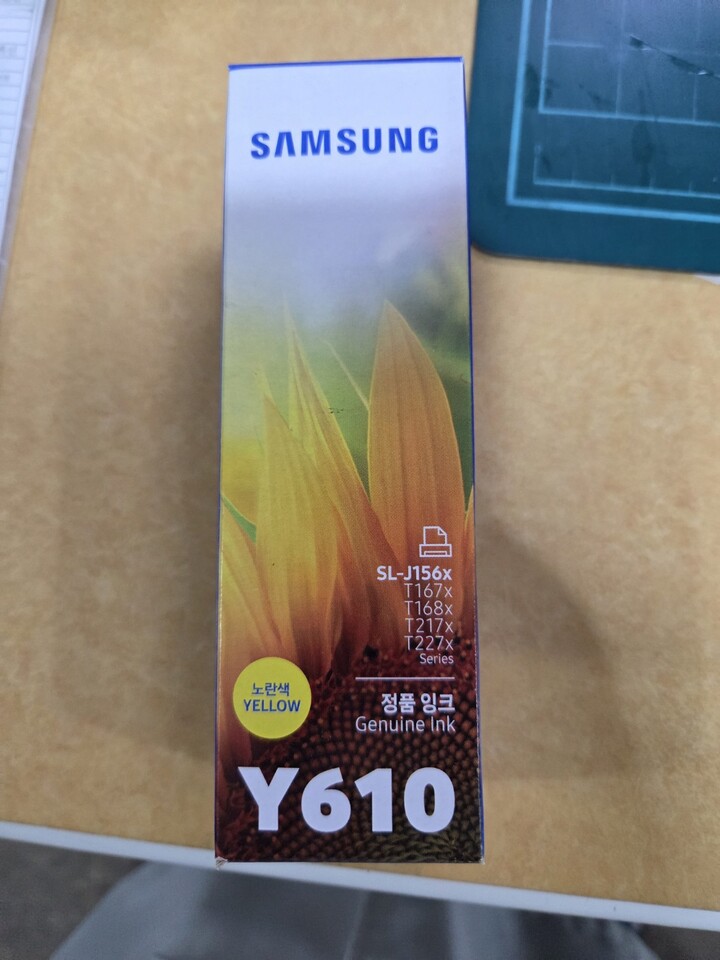 SAMSUNG
SL-J156x
T167x
T168x
T217x
T227x
Series
노란색
YELLOW
정품 잉크
Genuine Ink
Y610